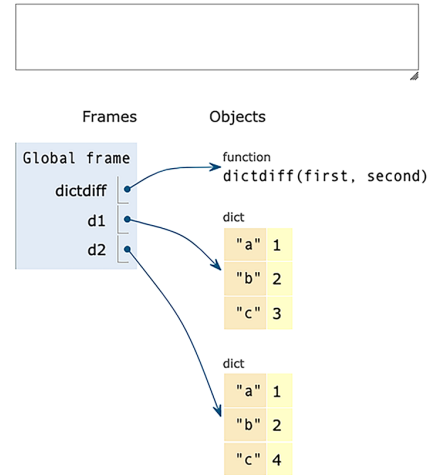 Frames Objects
Global frame
dictdiff
d1
d2
function
dictdiff(first, second)
dict
"a" 1
"b" 2
"c" 3
dict
"a" 1
"b" 2
"c" 4